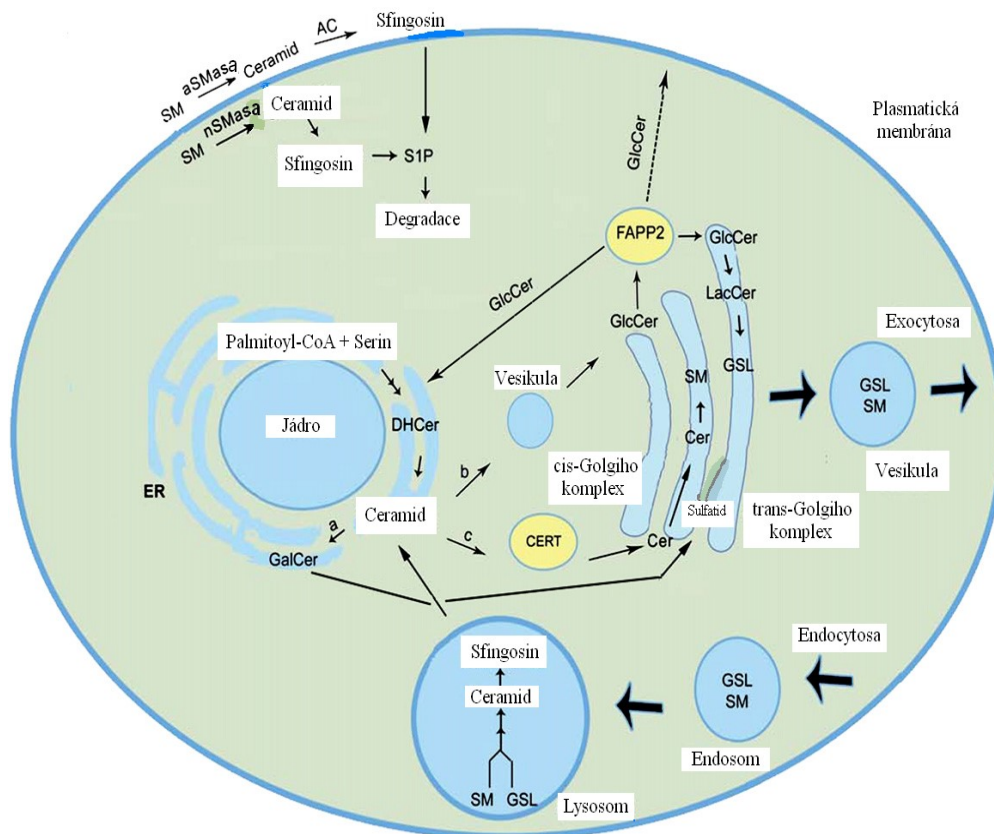 Sfingosin
AC
Ceramid
aSMasa
SM
nSMasa
SM
Ceramid
Sfingosin
S1P
Degradace
Plasmatická
membrána
GlcCer
FAPP2
GlcCer
LacCer
GSL
GlcCer
GlcCer
Palmitoyl-CoA + Serin
DHCer
Jádro
ER
Ceramid
a
b
c
GalCer
Vesikula
cis-Golgiho
komplex
CERT
Cer
SM
Cer
Sulfatid
trans-Golgiho
komplex
Exocytosa
GSL
SM
Vesikula
Endocytosa
GSL
SM
Endosom
Sfingosin
Ceramid
SM GSL
Lysosom